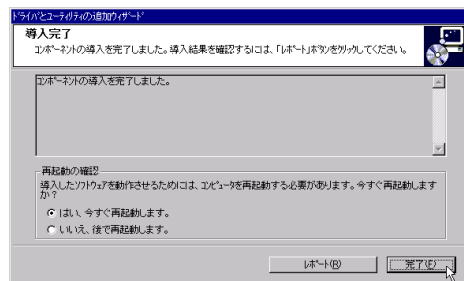 ドライバとユーティリティの追加ウィザード
導入完了
コンポーネントの導入を完了しました。導入結果を確認するには、「レポート」ボタンをクリックしてください。
コンポーネントの導入を完了しました。
再起動の確認
導入したソフトウェアを動作させるためには、コンピュータを再起動する必要があります。今すぐ再起動します
か?
はい、今すぐ再起動します。
いいえ、後で再起動します。
レポート(R)
完了(F)